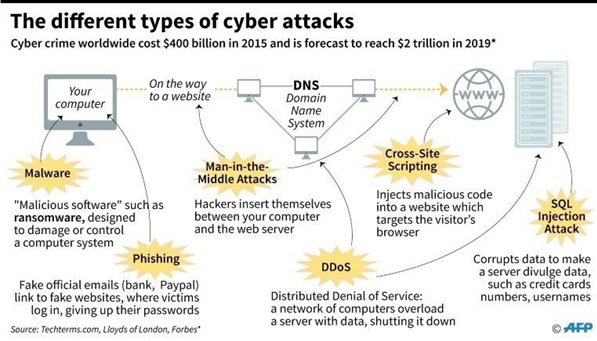 The different types of cyber attacks
Cyber crime worldwide cost $400 billion in 2015 and is forecast to reach $2 trillion in 2019*
Your
computer
On the way
to a website
DNS
Domain
Name
System
WWW
Malware
"Malicious software" such as
ransomware, designed
to damage or control
a computer system
Phishing
Fake official emails (bank, Paypal)
link to fake websites, where victims
log in, giving up their passwords
Man-in-the-
Middle Attacks
Hackers insert themselves
between your computer
and the web server
DDoS
Distributed Denial of Service:
a network of computers overload
a server with data, shutting it down
Cross-Site
Scripting
Injects malicious code
into a website which
targets the visitor's
browser
SQL
Injection
Attack
Corrupts data to make
a server divulge data,
such as credit cards
numbers, usernames
Source: Techterms.com, Lloyds of London, Forbes*
© AFP